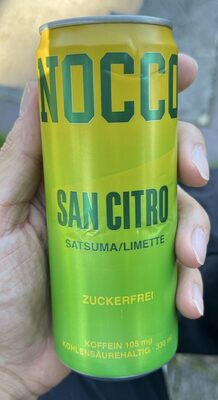 NOCCO
SAN CITRO
SATSUMA/LIMETTE
ZUCKERFREI
KOFFEIN 105 mg
KOHLENSÄUREHALTIG 330 ml